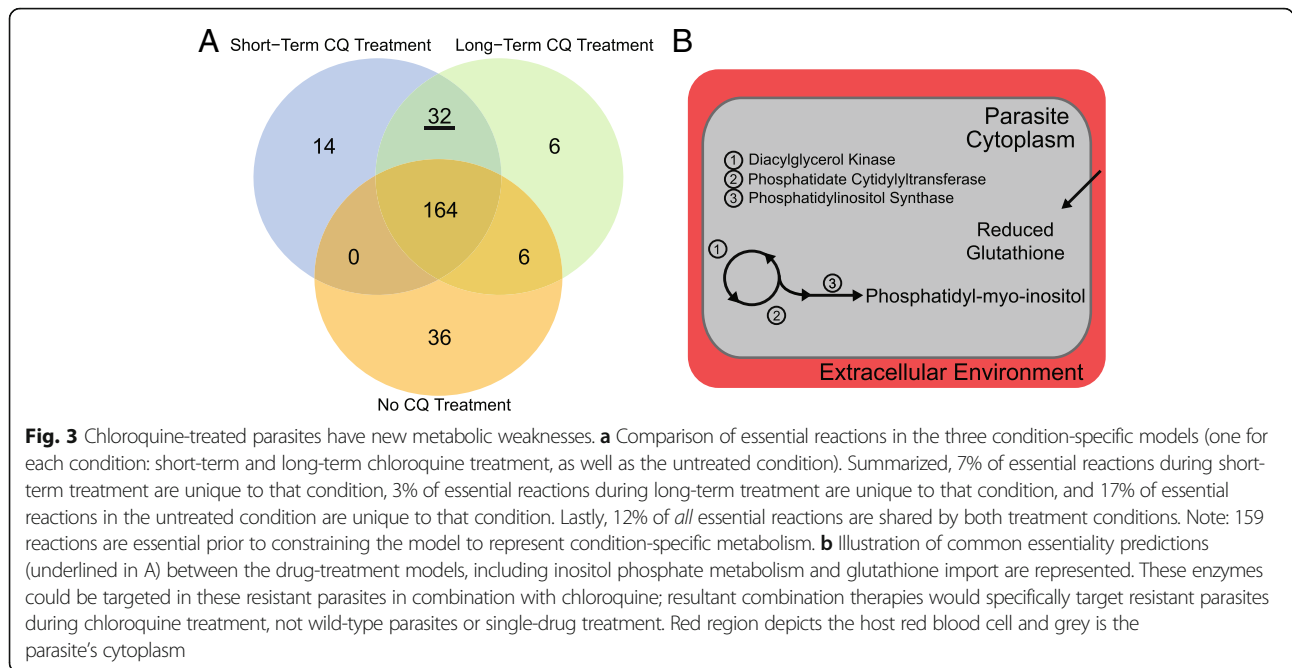 A
B
Short-Term CQ Treatment
Long-Term CQ Treatment
14
32
6
164
0
6
36
No CQ Treatment
Parasite
Cytoplasm
1 Diacylglycerol Kinase
2 Phosphatidate Cytidylyltransferase
3 Phosphatidylinositol Synthase
Reduced
Glutathione
1
2
3
Phosphatidyl-myo-inositol
Extracellular Environment
Fig. 3 Chloroquine-treated parasites have new metabolic weaknesses. a Comparison of essential reactions in the three condition-specific models (one for
each condition: short-term and long-term chloroquine treatment, as well as the untreated condition). Summarized, 7% of essential reactions during short-
term treatment are unique to that condition, 3% of essential reactions during long-term treatment are unique to that condition, and 17% of essential
reactions in the untreated condition are unique to that condition. Lastly, 12% of all essential reactions are shared by both treatment conditions. Note: 159
reactions are essential prior to constraining the model to represent condition-specific metabolism. b Illustration of common essentiality predictions
(underlined in A) between the drug-treatment models, including inositol phosphate metabolism and glutathione import are represented. These enzymes
could be targeted in these resistant parasites in combination with chloroquine; resultant combination therapies would specifically target resistant parasites
during chloroquine treatment, not wild-type parasites or single-drug treatment. Red region depicts the host red blood cell and grey is the
parasite's cytoplasm